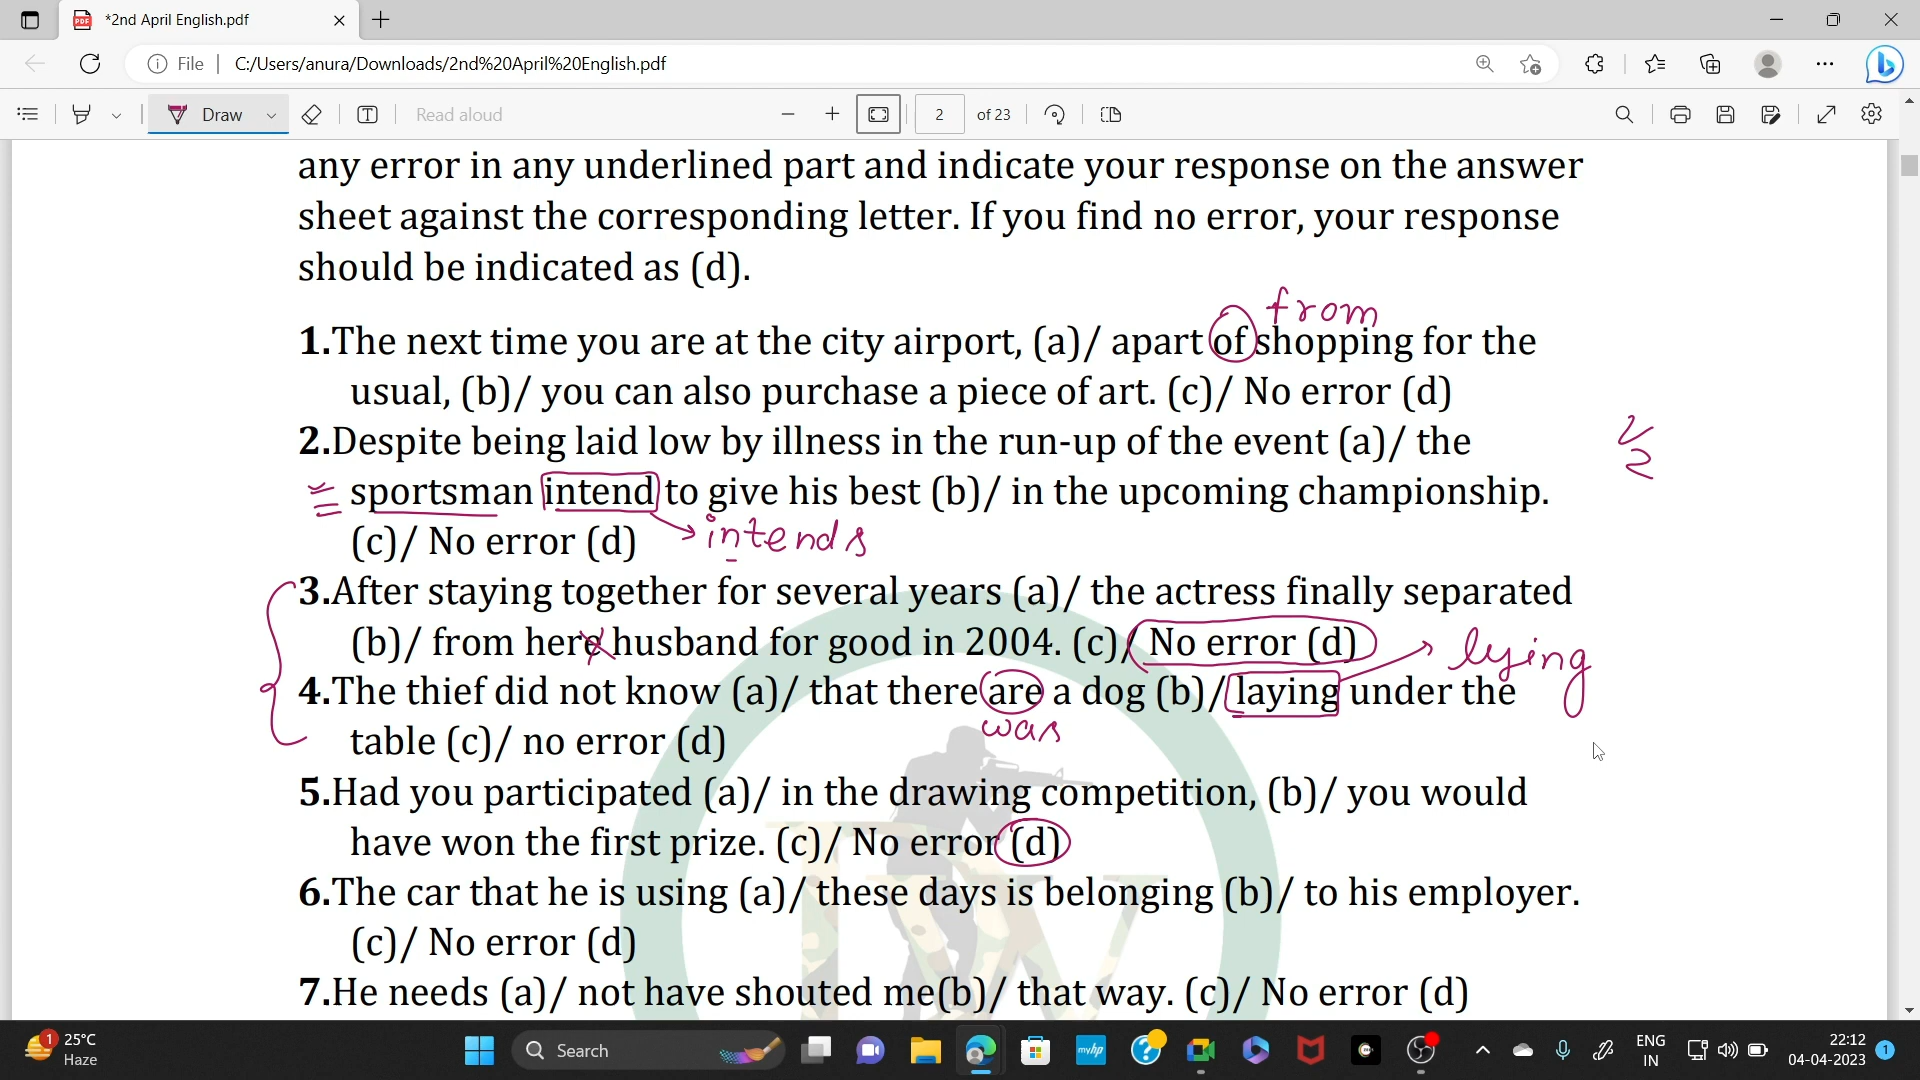 *2nd April English.pdf
File | C:/Users/anura/Downloads/2nd%20April%20English.pdf
Draw Read aloud 2 of 23
any error in any underlined part and indicate your response on the answer
sheet against the corresponding letter. If you find no error, your response
should be indicated as (d).
from
1.The next time you are at the city airport, (a)/ apart of shopping for the
usual, (b)/ you can also purchase a piece of art. (c)/ No error (d)
2.Despite being laid low by illness in the run-up of the event (a)/ the
sportsman intend to give his best (b)/ in the upcoming championship.
(c)/ No error (d) intends
3.After staying together for several years (a)/ the actress finally separated
(b)/ from here husband for good in 2004. (c)/ No error (d) lying
4.The thief did not know (a)/ that there are a dog (b)/ laying under the
was
table (c)/ no error (d)
5.Had you participated (a)/ in the drawing competition, (b)/ you would
have won the first prize. (c)/ No error (d)
6.The car that he is using (a)/ these days is belonging (b)/ to his employer.
(c)/ No error (d)
7.He needs (a)/ not have shouted me(b)/ that way. (c)/ No error (d)
1 25°C
Haze
Search
myhp
ENG
IN
22:12
04-04-2023
1